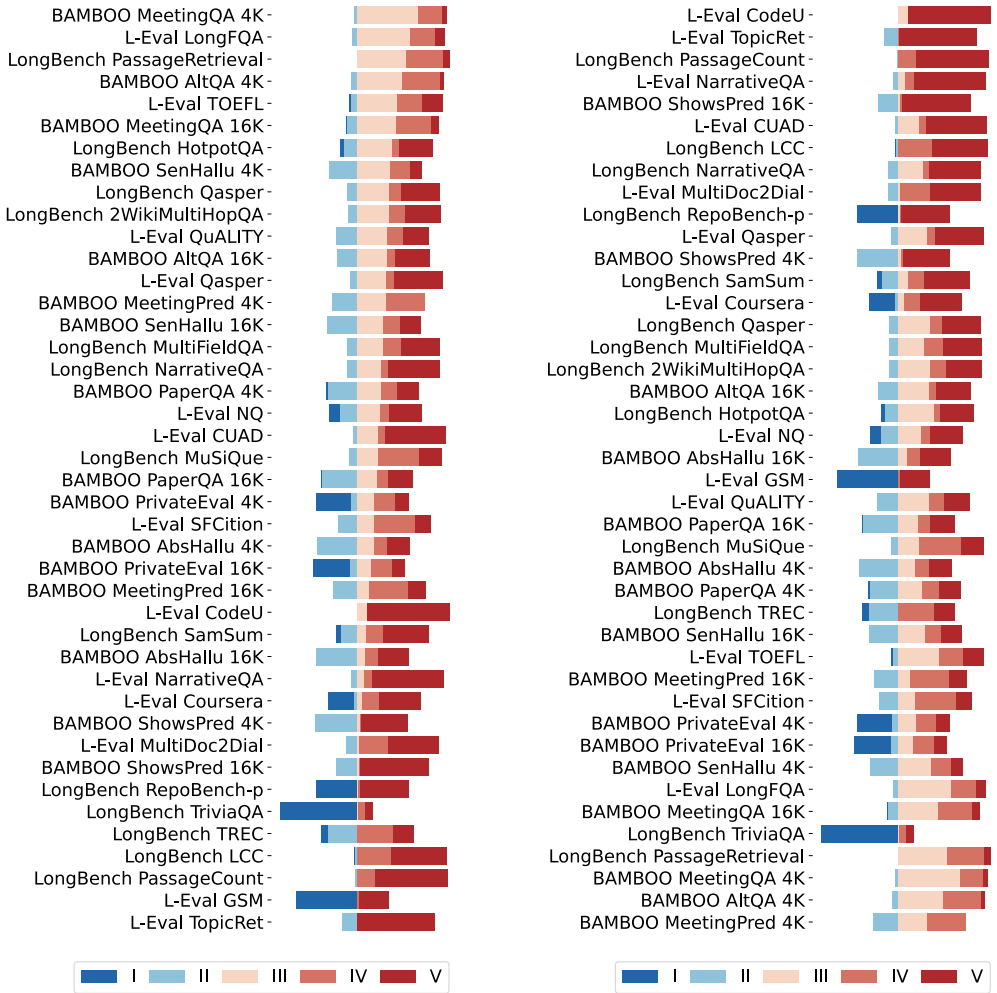 BAMBOO MeetingQA 4K
L-Eval LongFQA
LongBench PassageRetrieval
BAMBOO AltQA 4K
L-Eval TOEFL
BAMBOO MeetingQA 16K
LongBench HotpotQA
BAMBOO SenHallu 4K
LongBench Qasper
LongBench 2WikiMultiHopQA
L-Eval QuALITY
BAMBOO AltQA 16K
L-Eval Qasper
BAMBOO MeetingPred 4K
BAMBOO SenHallu 16K
LongBench MultiFieldQA
LongBench NarrativeQA
BAMBOO PaperQA 4K
L-Eval NQ
L-Eval CUAD
LongBench MuSiQue
BAMBOO PaperQA 16K
BAMBOO PrivateEval 4K
L-Eval SFCition
BAMBOO AbsHallu 4K
BAMBOO PrivateEval 16K
BAMBOO MeetingPred 16K
L-Eval CodeU
LongBench SamSum
BAMBOO AbsHallu 16K
L-Eval NarrativeQA
L-Eval Coursera
BAMBOO ShowsPred 4K
L-Eval MultiDoc2Dial
BAMBOO ShowsPred 16K
LongBench RepoBench-p
LongBench TriviaQA
LongBench TREC
LongBench LCC
LongBench PassageCount
L-Eval GSM
L-Eval TopicRet
I II III IV V
L-Eval CodeU
L-Eval TopicRet
LongBench PassageCount
L-Eval NarrativeQA
BAMBOO ShowsPred 16K
L-Eval CUAD
LongBench LCC
LongBench NarrativeQA
L-Eval MultiDoc2Dial
LongBench RepoBench-p
L-Eval Qasper
BAMBOO ShowsPred 4K
LongBench SamSum
L-Eval Coursera
LongBench Qasper
LongBench MultiFieldQA
LongBench 2WikiMultiHopQA
BAMBOO AltQA 16K
LongBench HotpotQA
L-Eval NQ
BAMBOO AbsHallu 16K
L-Eval GSM
L-Eval QuALITY
BAMBOO PaperQA 16K
LongBench MuSiQue
BAMBOO AbsHallu 4K
BAMBOO PaperQA 4K
LongBench TREC
BAMBOO SenHallu 16K
L-Eval TOEFL
BAMBOO MeetingPred 16K
L-Eval SFCition
BAMBOO PrivateEval 4K
BAMBOO PrivateEval 16K
BAMBOO SenHallu 4K
L-Eval LongFQA
BAMBOO MeetingQA 16K
LongBench TriviaQA
LongBench PassageRetrieval
BAMBOO MeetingQA 4K
BAMBOO AltQA 4K
BAMBOO MeetingPred 4K
I II III IV V